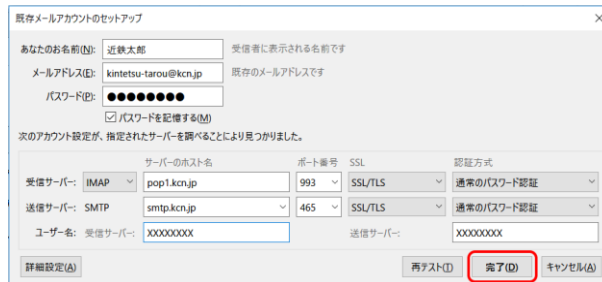 既存メールアカウントのセットアップ
あなたのお名前(N): 近鉄太郎 受信者に表示される名前です
メールアドレス(E): kintetsu-tarou@kcn.jp 既存のメールアドレスです
パスワード(P): ●●●●●●●●
パスワードを記憶する(M)
次のアカウント設定が、指定されたサーバーを調べることにより見つかりました。
サーバーのホスト名 ポート番号 SSL 認証方式
受信サーバー: IMAP pop1.kcn.jp 993 SSL/TLS 通常のパスワード認証
送信サーバー: SMTP smtp.kcn.jp 465 SSL/TLS 通常のパスワード認証
ユーザー名: 受信サーバー: XXXXXXXX 送信サーバー: XXXXXXXX
詳細設定(A) 再テスト(T) 完了(D) キャンセル(A)